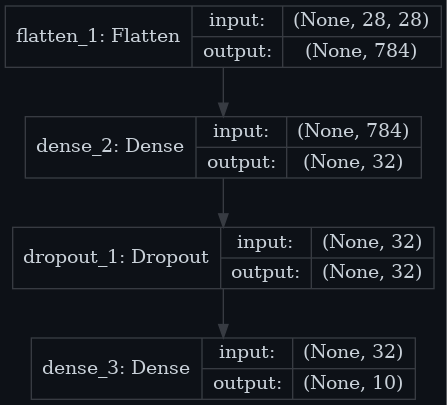 flatten_1: Flatten
input:
(None, 28, 28)
output:
(None, 784)
dense_2: Dense
input:
(None, 784)
output:
(None, 32)
dropout_1: Dropout
input:
(None, 32)
output:
(None, 32)
dense_3: Dense
input:
(None, 32)
output:
(None, 10)